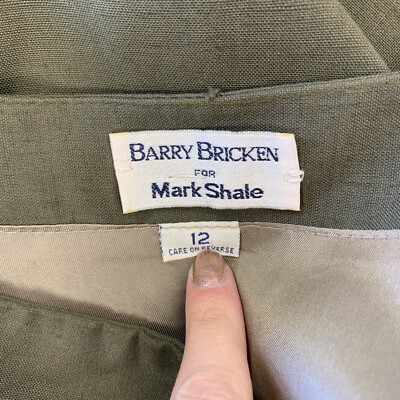 BARRY BRICKEN
FOR
Mark Shale
12
CARE ON REVERSE